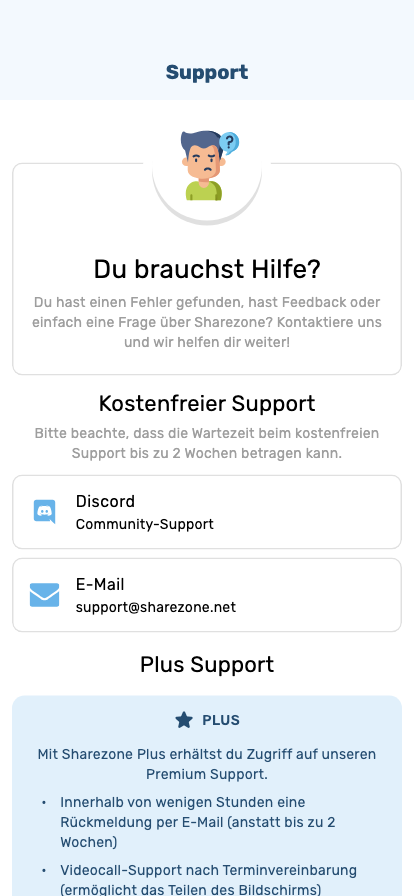 Support
?
Du brauchst Hilfe?
Du hast einen Fehler gefunden, hast Feedback oder
einfach eine Frage über Sharezone? Kontaktiere uns
und wir helfen dir weiter!
Kostenfreier Support
Bitte beachte, dass die Wartezeit beim kostenfreien
Support bis zu 2 Wochen betragen kann.
Discord
Community-Support
E-Mail
support@sharezone.net
Plus Support
PLUS
Mit Sharezone Plus erhältst du Zugriff auf unseren
Premium Support.
• Innerhalb von wenigen Stunden eine
Rückmeldung per E-Mail (anstatt bis zu 2
Wochen)
• Videocall-Support nach Terminvereinbarung
(ermöglicht das Teilen des Bildschirms)